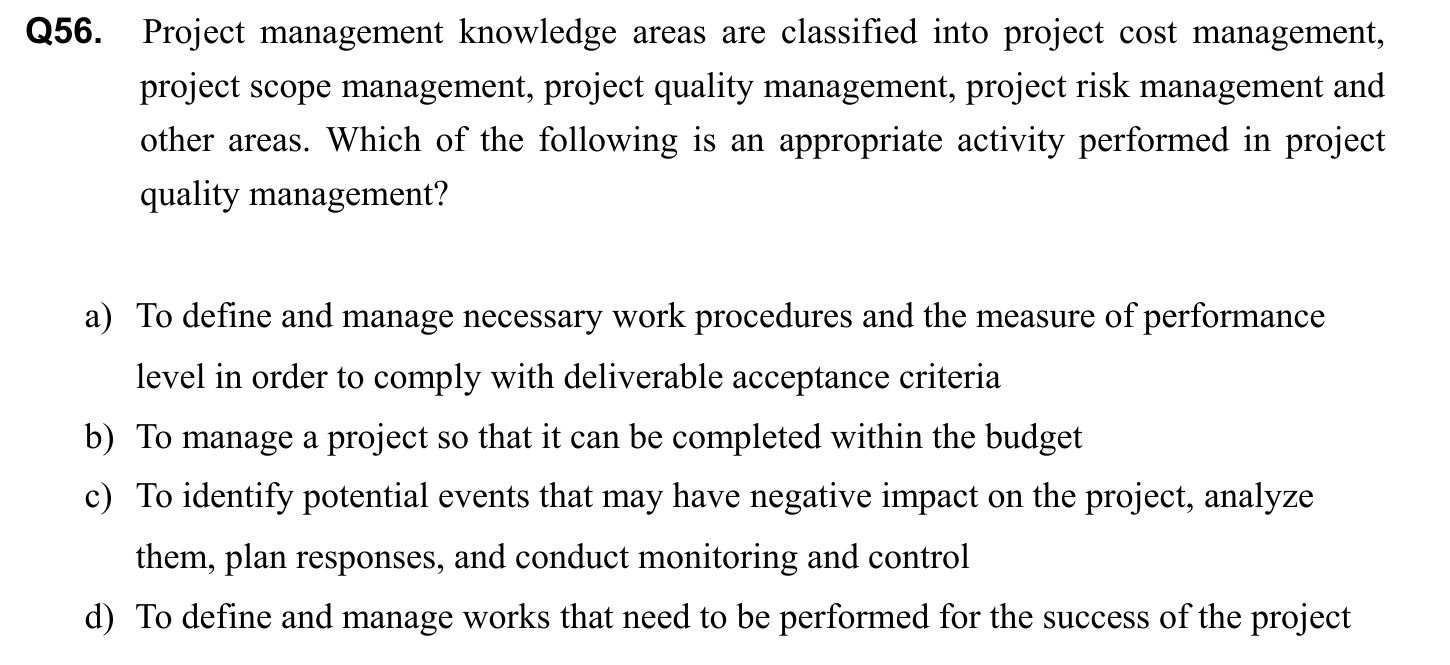 Q56. Project management knowledge areas are classified into project cost management,
project scope management, project quality management, project risk management and
other areas. Which of the following is an appropriate activity performed in project
quality management?
a) To define and manage necessary work procedures and the measure of performance
level in order to comply with deliverable acceptance criteria
b) To manage a project so that it can be completed within the budget
c) To identify potential events that may have negative impact on the project, analyze
them, plan responses, and conduct monitoring and control
d) To define and manage works that need to be performed for the success of the project